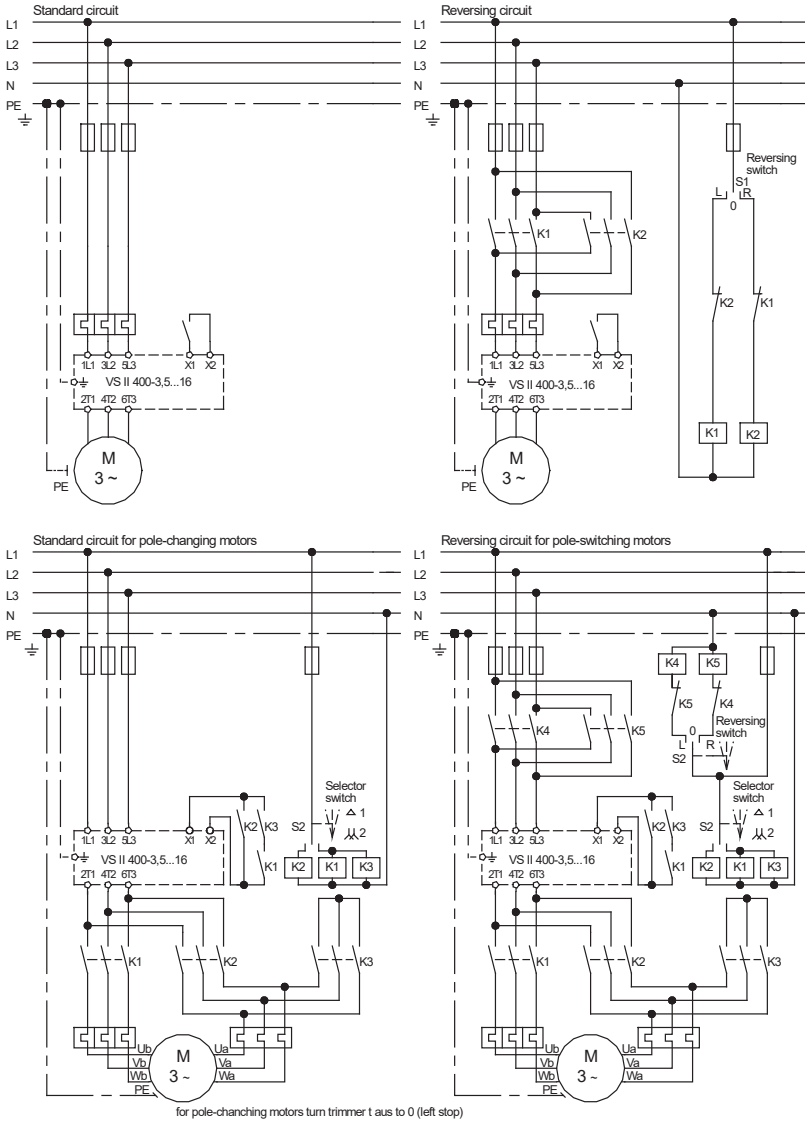 Standard circuit
L1
L2
L3
N
PE
1L1 3L2 5L3 X1 X2
VS II 400-3,5...16
2T1 4T2 6T3
M
3 ~
PE
Reversing circuit
L1
L2
L3
N
PE
Reversing
switch
S1
L R
0
K1 K2
K2 K1
1L1 3L2 5L3 X1 X2
VS II 400-3,5...16
2T1 4T2 6T3
K1 K2
M
3 ~
PE
Standard circuit for pole-changing motors
L1
L2
L3
N
PE
Selector
switch
1
S2
2
K2 K3
1L1 3L2 5L3 X1 X2
VS II 400-3,5...16
K1
K2 K1 K3
2T1 4T2 6T3
K1 K2 K3
Ub Ua
M
Vb Va
3 ~
Wb Wa
PE
Reversing circuit for pole-switching motors
L1
L2
L3
N
PE
K4 K5
K5 K4
K4 K5
Reversing
switch
0
L R
S2
Selector
switch
1
S2
2
K2 K3
1L1 3L2 5L3 X1 X2
VS II 400-3,5...16
K1
K2 K1 K3
2T1 4T2 6T3
K1 K2 K3
Ub Ua
M
Vb Va
3 ~
Wb Wa
PE
for pole-chanching motors turn trimmer t aus to 0 (left stop)